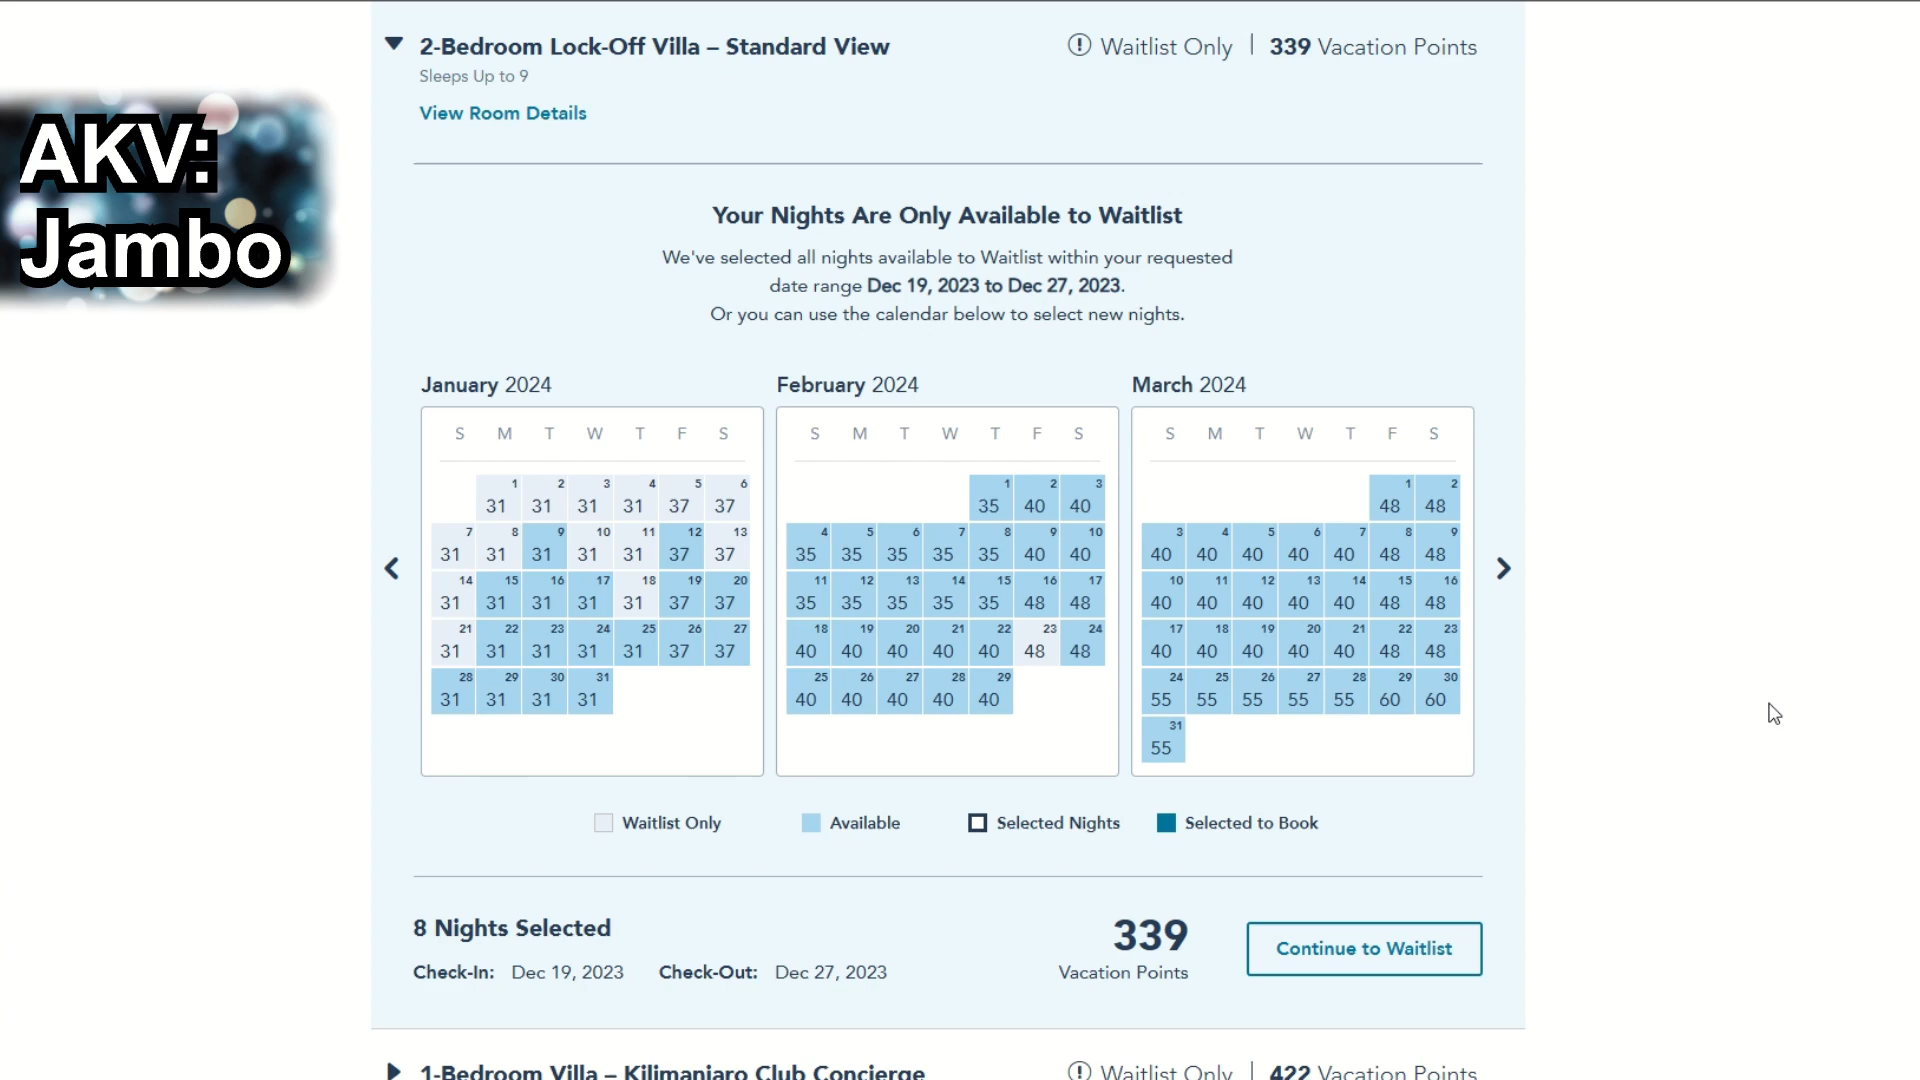 2-Bedroom Lock-Off Villa – Standard View
Waitlist Only | 339 Vacation Points
Sleeps Up to 9
View Room Details
AKV:
Jambo
Your Nights Are Only Available to Waitlist
We've selected all nights available to Waitlist within your requested
date range Dec 19, 2023 to Dec 27, 2023.
Or you can use the calendar below to select new nights.
January 2024
S M T W T F S
1 2 3 4 5 6
31 31 31 31 37 37
7 8 9 10 11 12 13
31 31 31 31 31 37 37
14 15 16 17 18 19 20
31 31 31 31 31 37 37
21 22 23 24 25 26 27
31 31 31 31 31 37 37
28 29 30 31
31 31 31 31
February 2024
S M T W T F S
1 2 3
35 40 40
4 5 6 7 8 9 10
35 35 35 35 35 40 40
11 12 13 14 15 16 17
35 35 35 35 35 48 48
18 19 20 21 22 23 24
40 40 40 40 40 48 48
25 26 27 28 29
40 40 40 40 40
March 2024
S M T W T F S
1 2
48 48
3 4 5 6 7 8 9
40 40 40 40 40 48 48
10 11 12 13 14 15 16
40 40 40 40 40 48 48
17 18 19 20 21 22 23
40 40 40 40 40 48 48
24 25 26 27 28 29 30
55 55 55 55 55 60 60
31
55
Waitlist Only
Available
Selected Nights
Selected to Book
8 Nights Selected
Check-In: Dec 19, 2023 Check-Out: Dec 27, 2023
339
Vacation Points
Continue to Waitlist
1-Bedroom Villa – Kilimanjaro Club Concierge
Waitlist Only | 422 Vacation Points